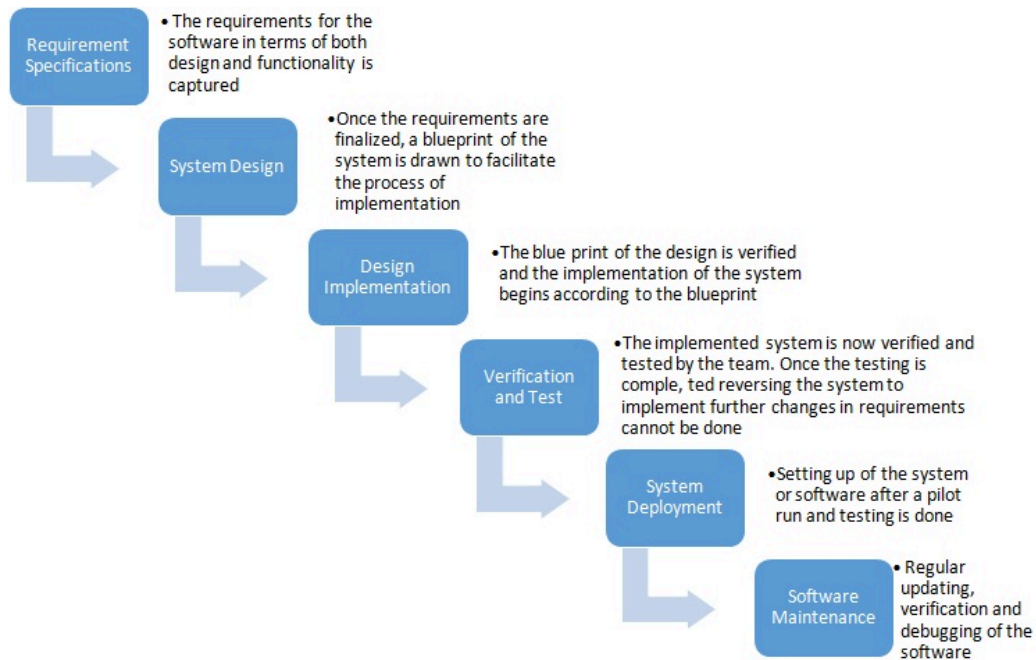 Requirement
Specifications
• The requirements for the
software in terms of both
design and functionality is
captured
System Design
•Once the requirements are
finalized, a blueprint of the
system is drawn to facilitate
the process of
implementation
Design
Implementation
•The blue print of the design is verified
and the implementation of the system
begins according to the blueprint
Verification
and Test
•The implemented system is now verified and
tested by the team. Once the testing is
comple, ted reversing the system to
implement further changes in requirements
cannot be done
System
Deployment
•Setting up of the system
or software after a pilot
run and testing is done
Software
Maintenance
• Regular
updating,
verification and
debugging of the
software